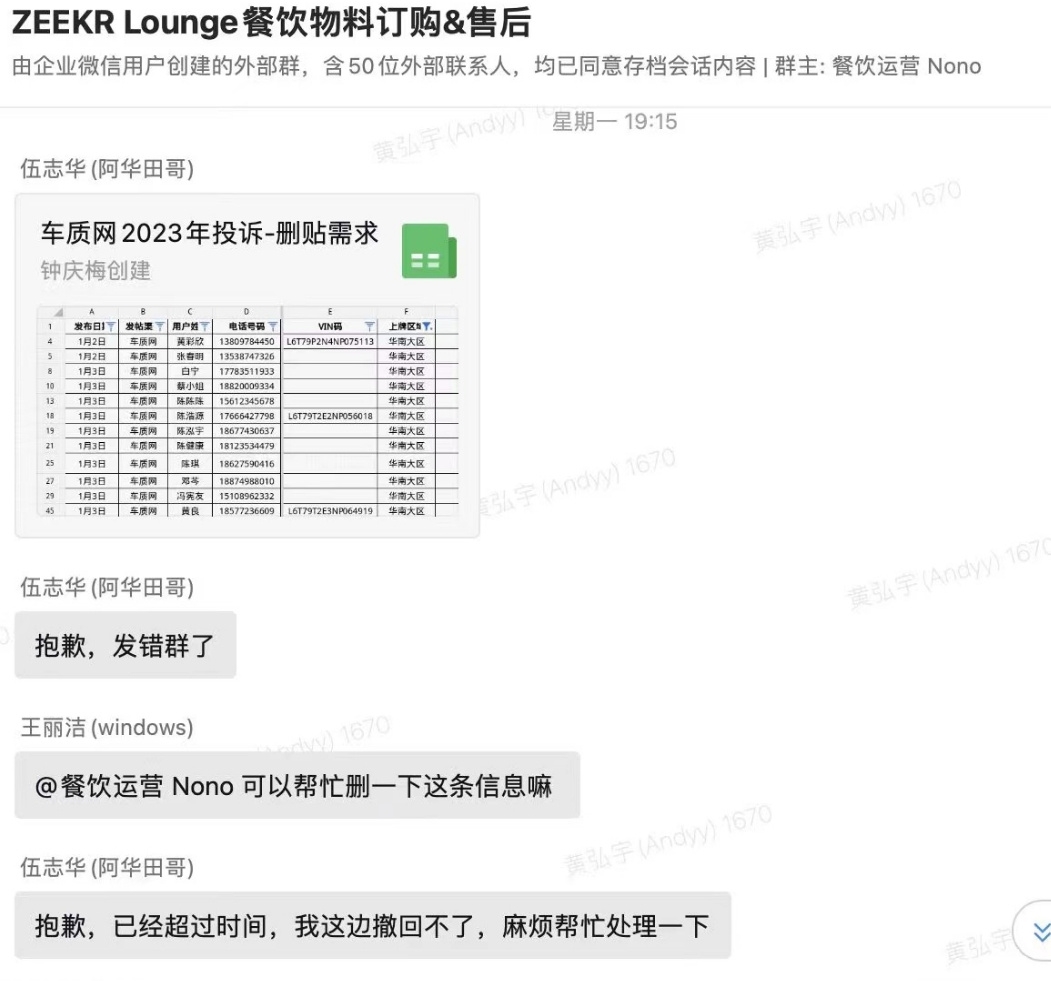 ZEEKR Lounge餐饮物料订购&售后
由企业微信用户创建的外部群，含50位外部联系人，均已同意存档会话内容 | 群主: 餐饮运营 Nono
星期一 19:15
黄弘宇(Andyy) 1670
伍志华(阿华田哥)
车质网2023年投诉-删贴需求
钟庆梅创建
A B C D E F
1 发布日期 发帖渠 用户姓 电话号码 VIN码 上牌区域
4 1月2日 车质网 黄彩欣 13809784450 L6T79P2N4NP075113 华南大区
5 1月2日 车质网 张春明 13538747326 华南大区
8 1月3日 车质网 白宁 17783511933 华南大区
10 1月3日 车质网 蔡小姐 18820009334 华南大区
13 1月3日 车质网 陈陈陈 15612345678 华南大区
18 1月3日 车质网 陈浩源 17666427798 L6T79T2E2NP056018 华南大区
19 1月3日 车质网 陈泓宇 18677430637 华南大区
21 1月3日 车质网 陈健康 18123534479 华南大区
25 1月3日 车质网 陈琪 18627590416 华南大区
27 1月3日 车质网 邓芩 18874988010 华南大区
29 1月3日 车质网 冯宪友 15108962332 华南大区
45 1月3日 车质网 黄良 18577236609 L6T79T2E3NP064919 华南大区
伍志华(阿华田哥)
抱歉，发错群了
王丽洁(windows)
@餐饮运营 Nono 可以帮忙删一下这条信息嘛
伍志华(阿华田哥)
抱歉，已经超过时间，我这边撤回不了，麻烦帮忙处理一下